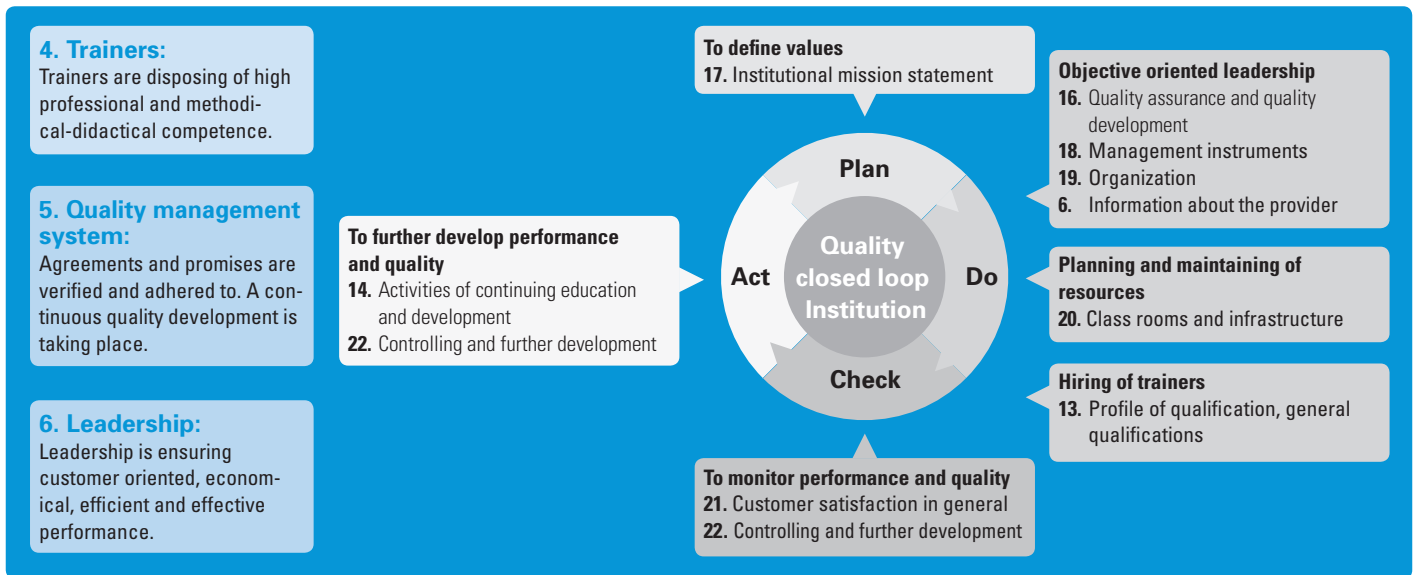 4. Trainers:
Trainers are disposing of high
professional and methodi-
cal-didactical competence.
5. Quality management
system:
Agreements and promises are
verified and adhered to. A con-
tinuous quality development is
taking place.
6. Leadership:
Leadership is ensuring
customer oriented, econom-
ical, efficient and effective
performance.
To further develop performance
and quality
14. Activities of continuing education
and development
22. Controlling and further development
To define values
17. Institutional mission statement
Plan
Act
Quality
closed loop
Institution
Do
Check
To monitor performance and quality
21. Customer satisfaction in general
22. Controlling and further development
Objective oriented leadership
16. Quality assurance and quality
development
18. Management instruments
19. Organization
6. Information about the provider
Planning and maintaining of
resources
20. Class rooms and infrastructure
Hiring of trainers
13. Profile of qualification, general
qualifications